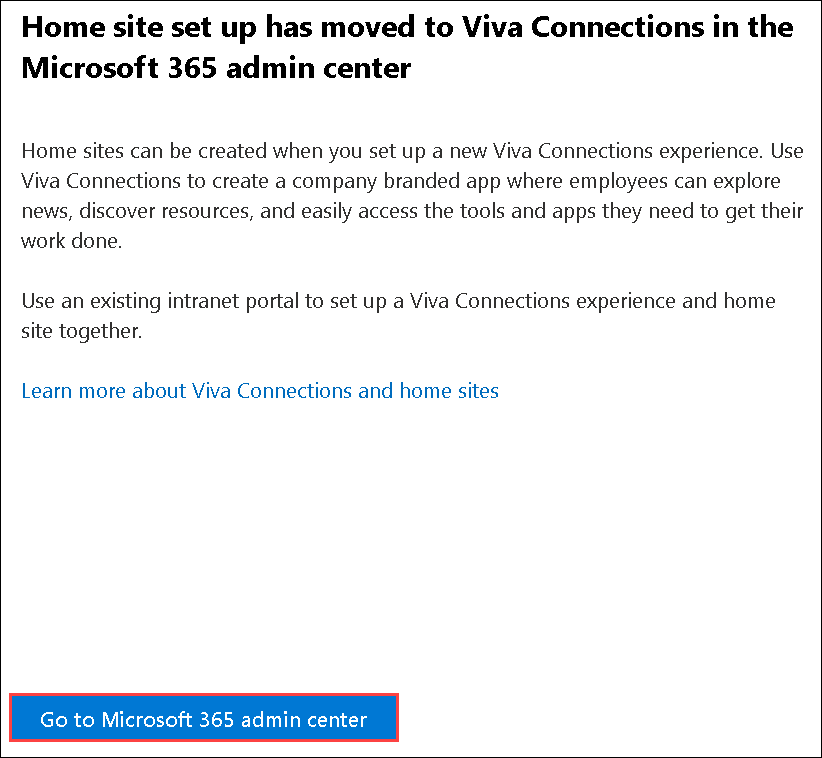 Home site set up has moved to Viva Connections in the
Microsoft 365 admin center
Home sites can be created when you set up a new Viva Connections experience. Use
Viva Connections to create a company branded app where employees can explore
news, discover resources, and easily access the tools and apps they need to get their
work done.
Use an existing intranet portal to set up a Viva Connections experience and home
site together.
Learn more about Viva Connections and home sites
Go to Microsoft 365 admin center